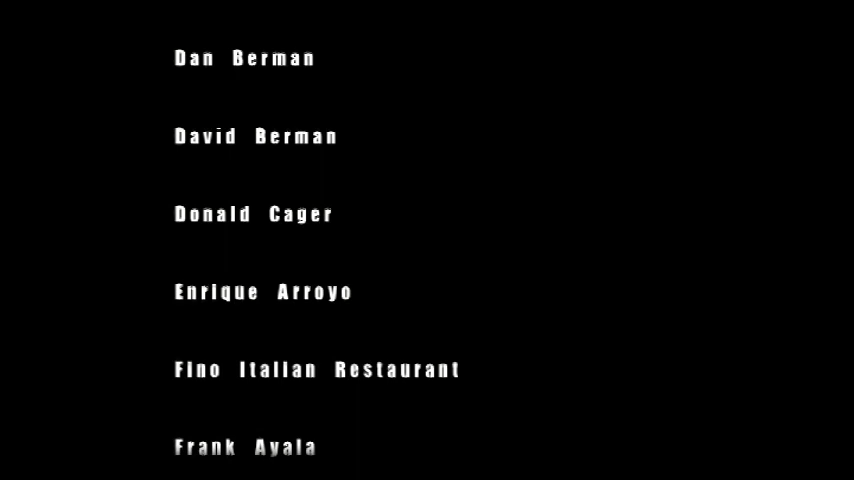 Dan Berman
David Berman
Donald Cager
Enrique Arroyo
Fino Italian Restaurant
Frank Ayala